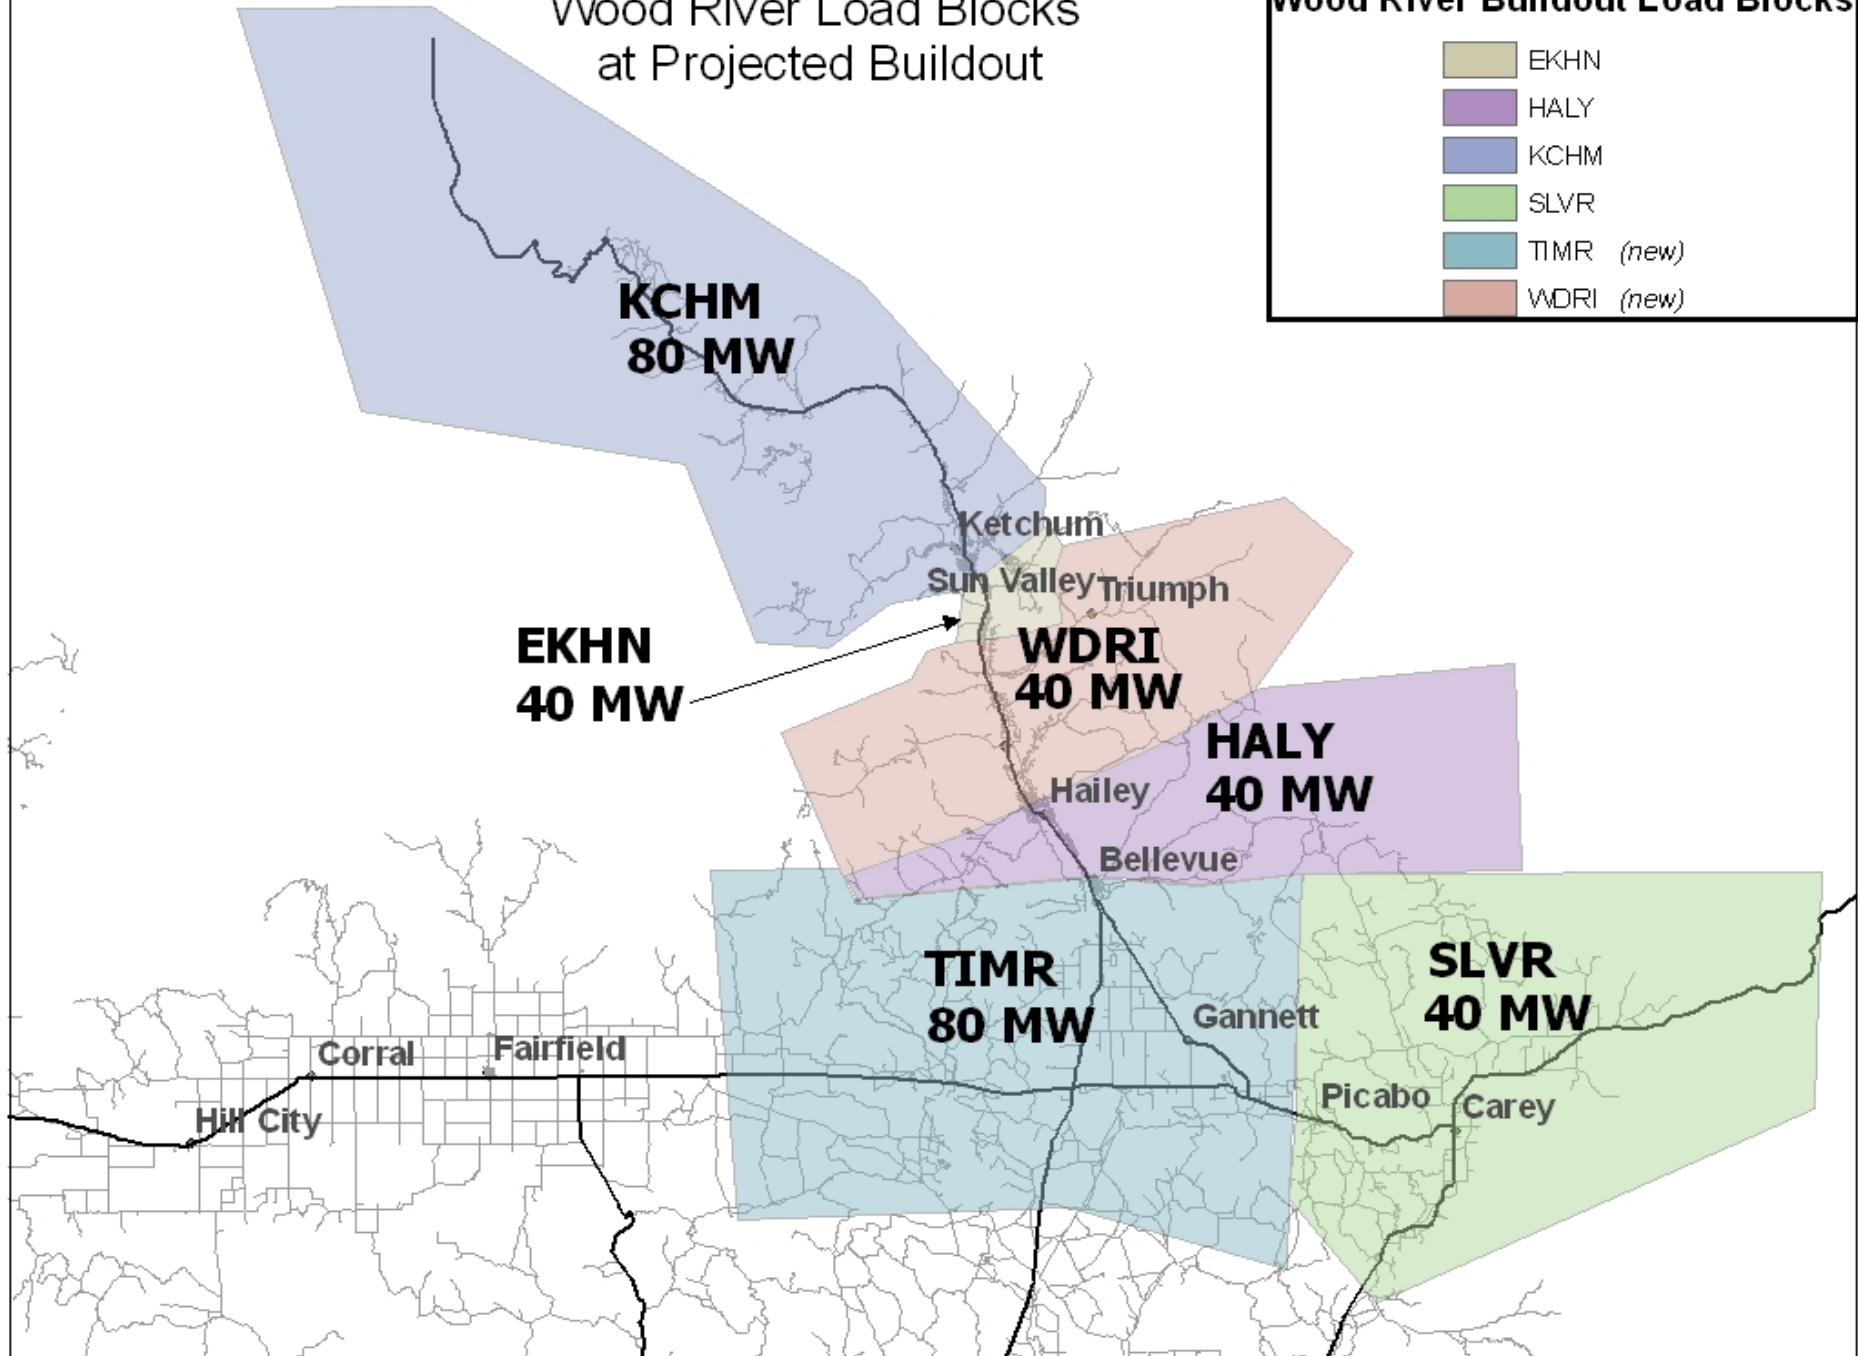 Wood River Load Blocks
at Projected Buildout
Wood River Buildout Load Blocks
EKHN
HALY
KCHM
SLVR
TIMR (new)
WDRI (new)
KCHM
80 MW
Ketchum
Sun Valley
Triumph
EKHN
40 MW
WDRI
40 MW
HALY
40 MW
Hailey
Bellevue
TIMR
80 MW
SLVR
40 MW
Gannett
Corral
Fairfield
Picabo
Carey
Hill City